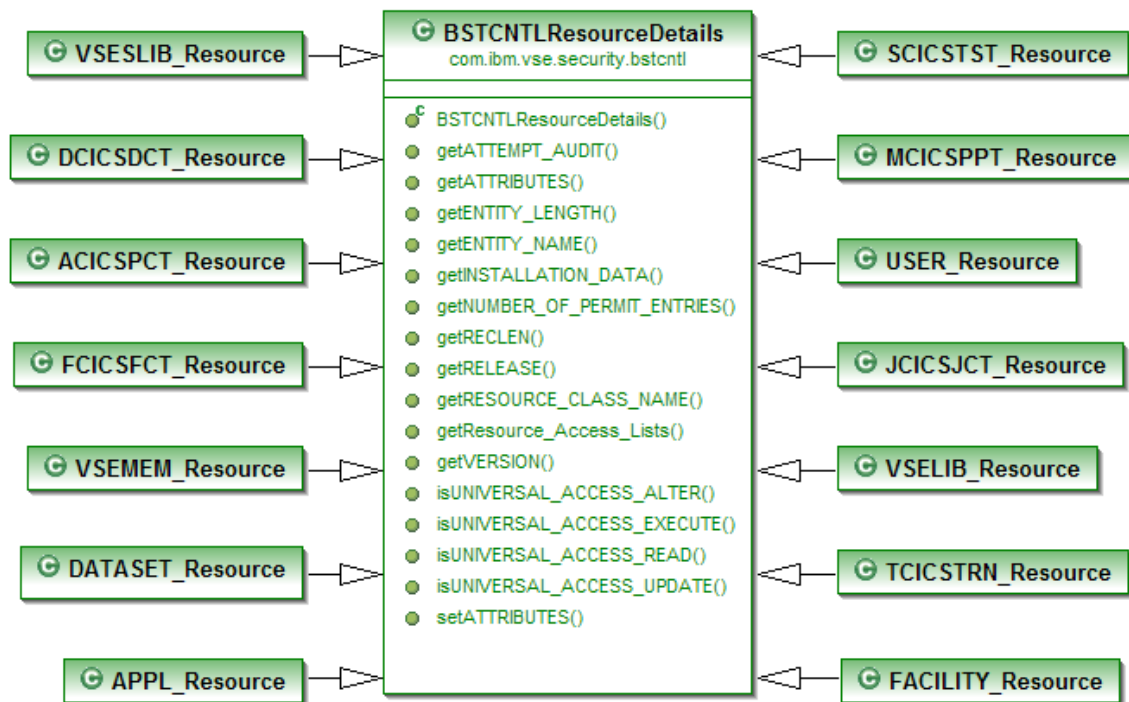 BSTCNTLResourceDetails
com.ibm.vse.security.bstcntl
BSTCNTLResourceDetails()
getATTEMPT_AUDIT()
getATTRIBUTES()
getENTITY_LENGTH()
getENTITY_NAME()
getINSTALLATION_DATA()
getNUMBER_OF_PERMIT_ENTRIES()
getRECLEN()
getRELEASE()
getRESOURCE_CLASS_NAME()
getResource_Access_Lists()
getVERSION()
isUNIVERSAL_ACCESS_ALTER()
isUNIVERSAL_ACCESS_EXECUTE()
isUNIVERSAL_ACCESS_READ()
isUNIVERSAL_ACCESS_UPDATE()
setATTRIBUTES()
VSESLIB_Resource
DCICSDCT_Resource
ACICSPCT_Resource
FCICSFCT_Resource
VSEMEM_Resource
DATASET_Resource
APPL_Resource
SCICSTST_Resource
MCICSPPT_Resource
USER_Resource
JCICSJCT_Resource
VSELIB_Resource
TCICSTRN_Resource
FACILITY_Resource